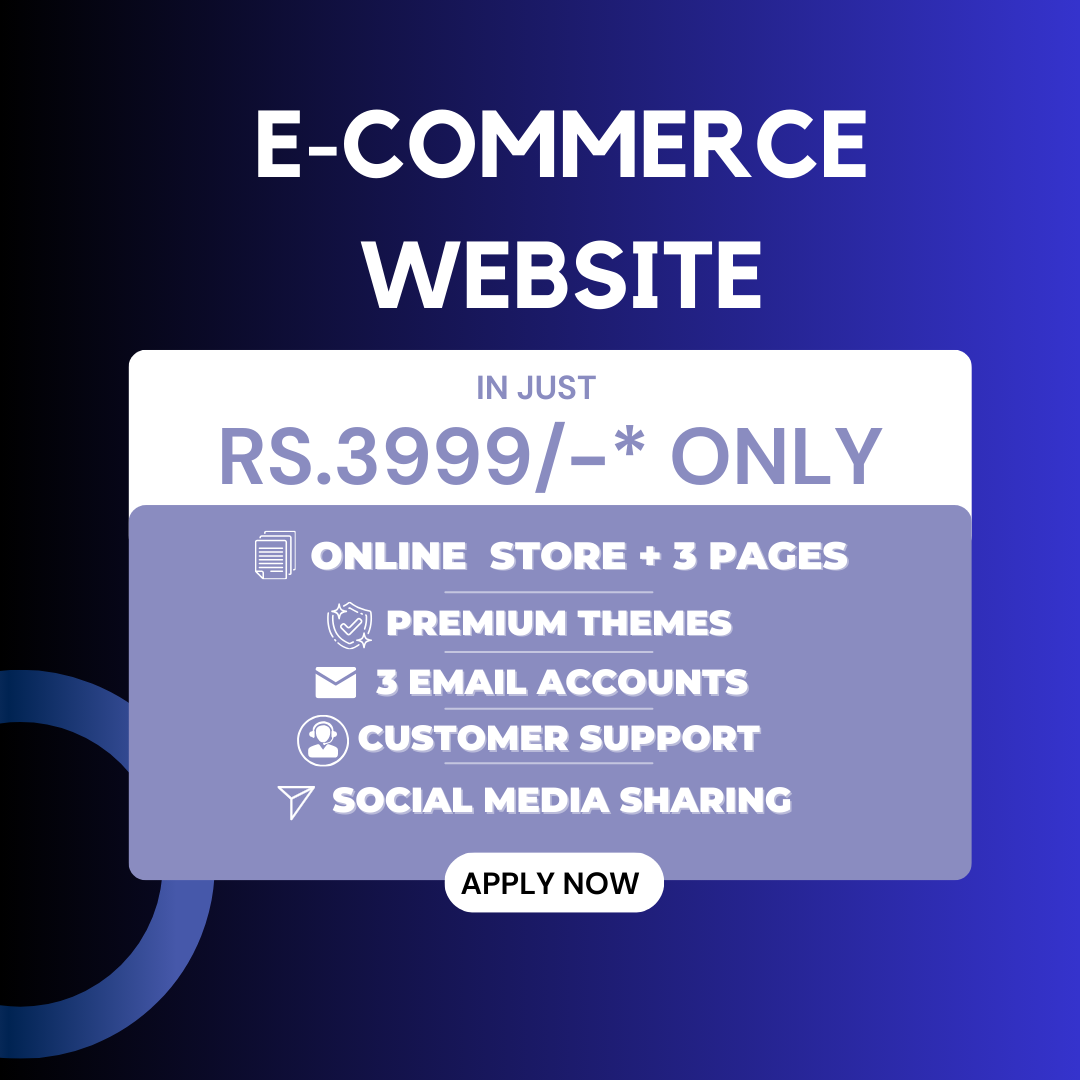 E-COMMERCE
WEBSITE
IN JUST
RS.3999/-* ONLY
ONLINE STORE + 3 PAGES
PREMIUM THEMES
3 EMAIL ACCOUNTS
CUSTOMER SUPPORT
SOCIAL MEDIA SHARING
APPLY NOW